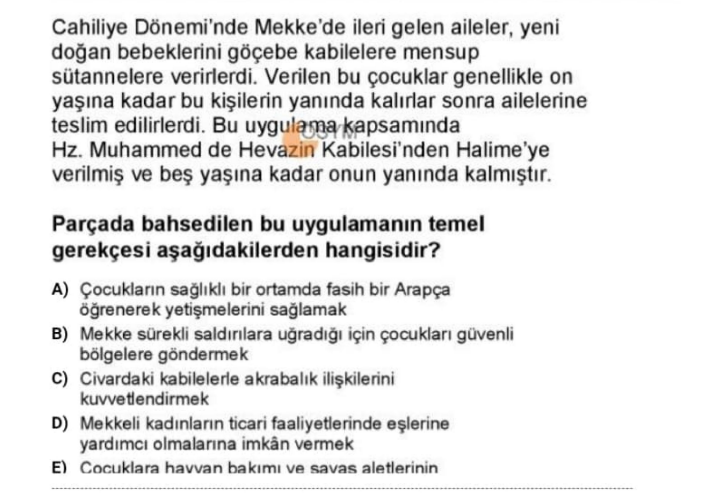 Cahiliye Dönemi'nde Mekke'de ileri gelen aileler, yeni
doğan bebeklerini göçebe kabilelere mensup
sütannelere verirlerdi. Verilen bu çocuklar genellikle on
yaşına kadar bu kişilerin yanında kalırlar sonra ailelerine
teslim edilirlerdi. Bu uygulama kapsamında
ÖSYM
Hz. Muhammed de Hevazin Kabilesi'nden Halime'ye
verilmiş ve beş yaşına kadar onun yanında kalmıştır.
Parçada bahsedilen bu uygulamanın temel
gerekçesi aşağıdakilerden hangisidir?
A) Çocukların sağlıklı bir ortamda fasih bir Arapça
öğrenerek yetişmelerini sağlamak
B) Mekke sürekli saldırılara uğradığı için çocukları güvenli
bölgelere göndermek
C) Civardaki kabilelerle akrabalık ilişkilerini
kuvvetlendirmek
D) Mekkeli kadınların ticari faaliyetlerinde eşlerine
yardımcı olmalarına imkân vermek
E) Çocuklara hayvan bakımı ve savaş aletlerinin